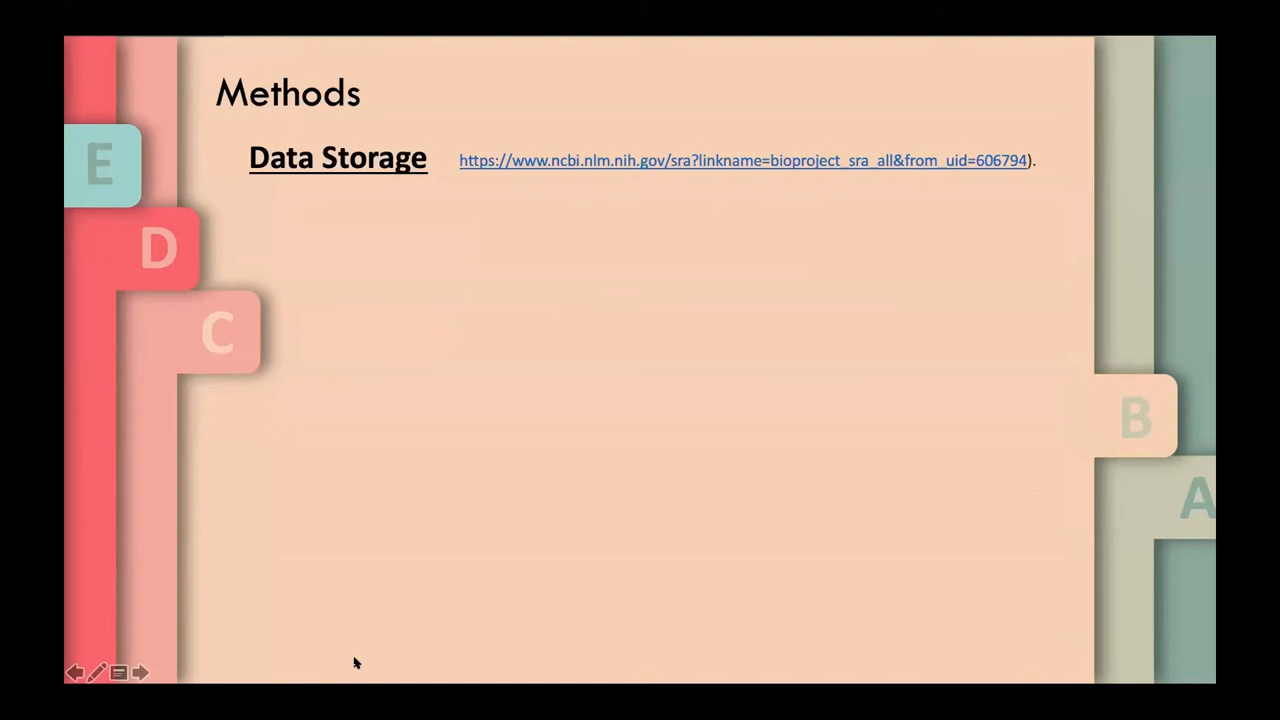 Methods
Data Storage https://www.ncbi.nlm.nih.gov/sra?linkname=bioproject_sra_all&from_uid=606794).
E
D
C
B
A